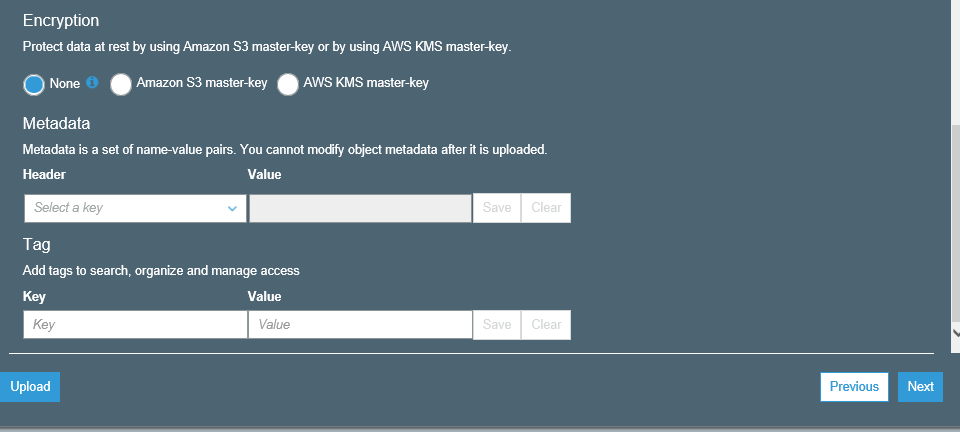 Encryption
Protect data at rest by using Amazon S3 master-key or by using AWS KMS master-key.
None Amazon S3 master-key AWS KMS master-key
Metadata
Metadata is a set of name-value pairs. You cannot modify object metadata after it is uploaded.
Header Value
Select a key Save Clear
Tag
Add tags to search, organize and manage access
Key Value
Key Value Save Clear
Upload Previous Next